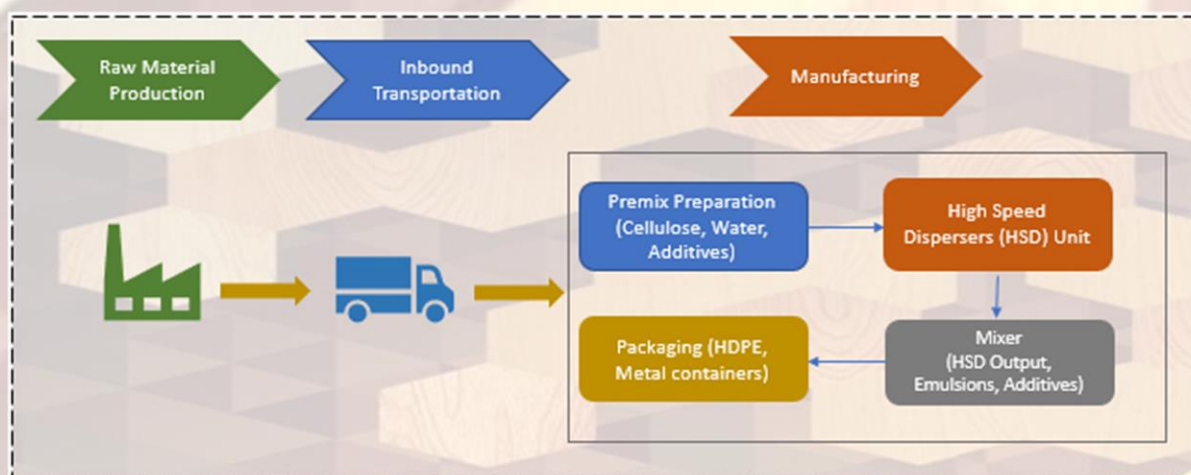 Raw Material
Production
Inbound
Transportation
Manufacturing
Premix Preparation
(Cellulose, Water,
Additives)
High Speed
Dispersers (HSD) Unit
Packaging (HDPE,
Metal containers)
Mixer
(HSD Output,
Emulsions, Additives)